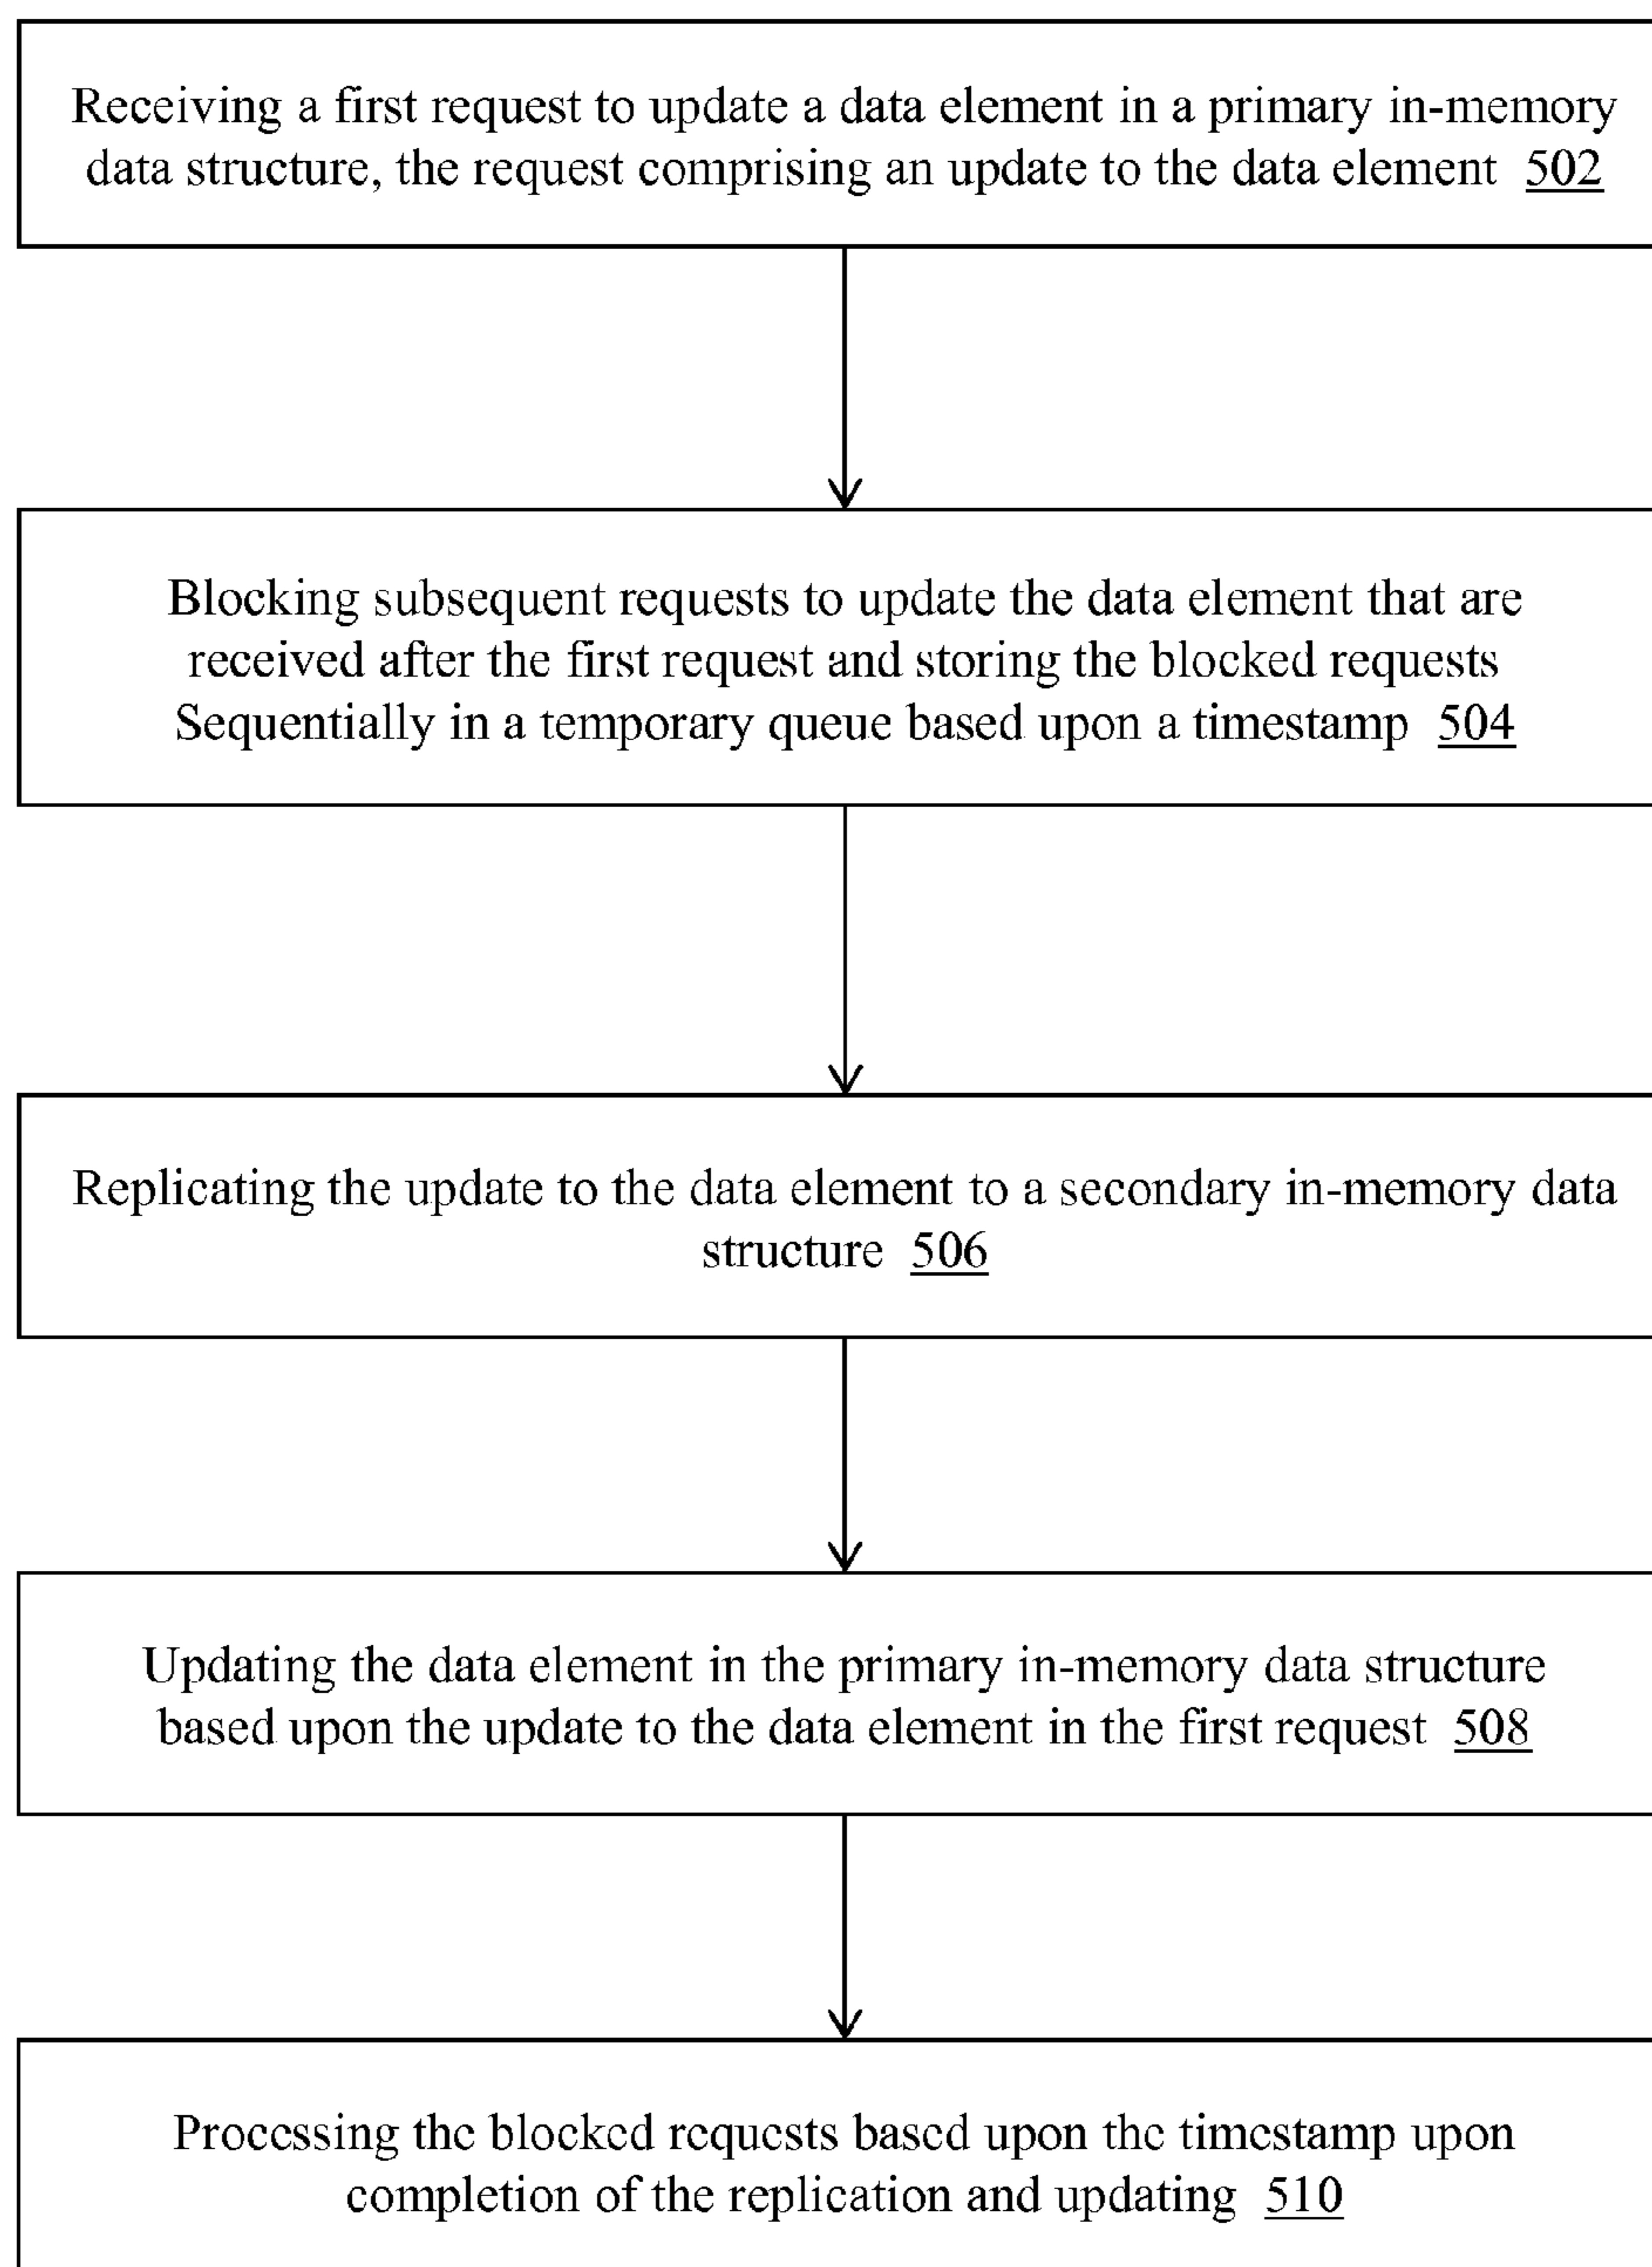 Receiving a first request to update a data element in a primary in-memory
data structure, the request comprising an update to the data element 502
Blocking subsequent requests to update the data element that are
received after the first request and storing the blocked requests
Sequentially in a temporary queue based upon a timestamp 504
Replicating the update to the data element to a secondary in-memory data
structure 506
Updating the data element in the primary in-memory data structure
based upon the update to the data element in the first request 508
Processing the blocked requests based upon the timestamp upon
completion of the replication and updating 510